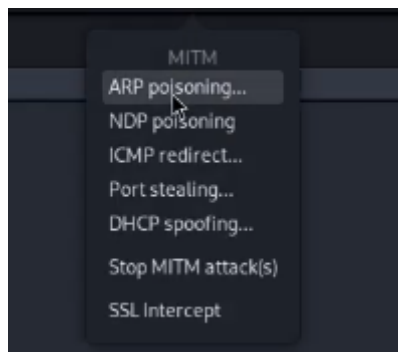 MITM
ARP poisoning...
NDP poisoning
ICMP redirect...
Port stealing...
DHCP spoofing...
Stop MITM attack(s)
SSL Intercept